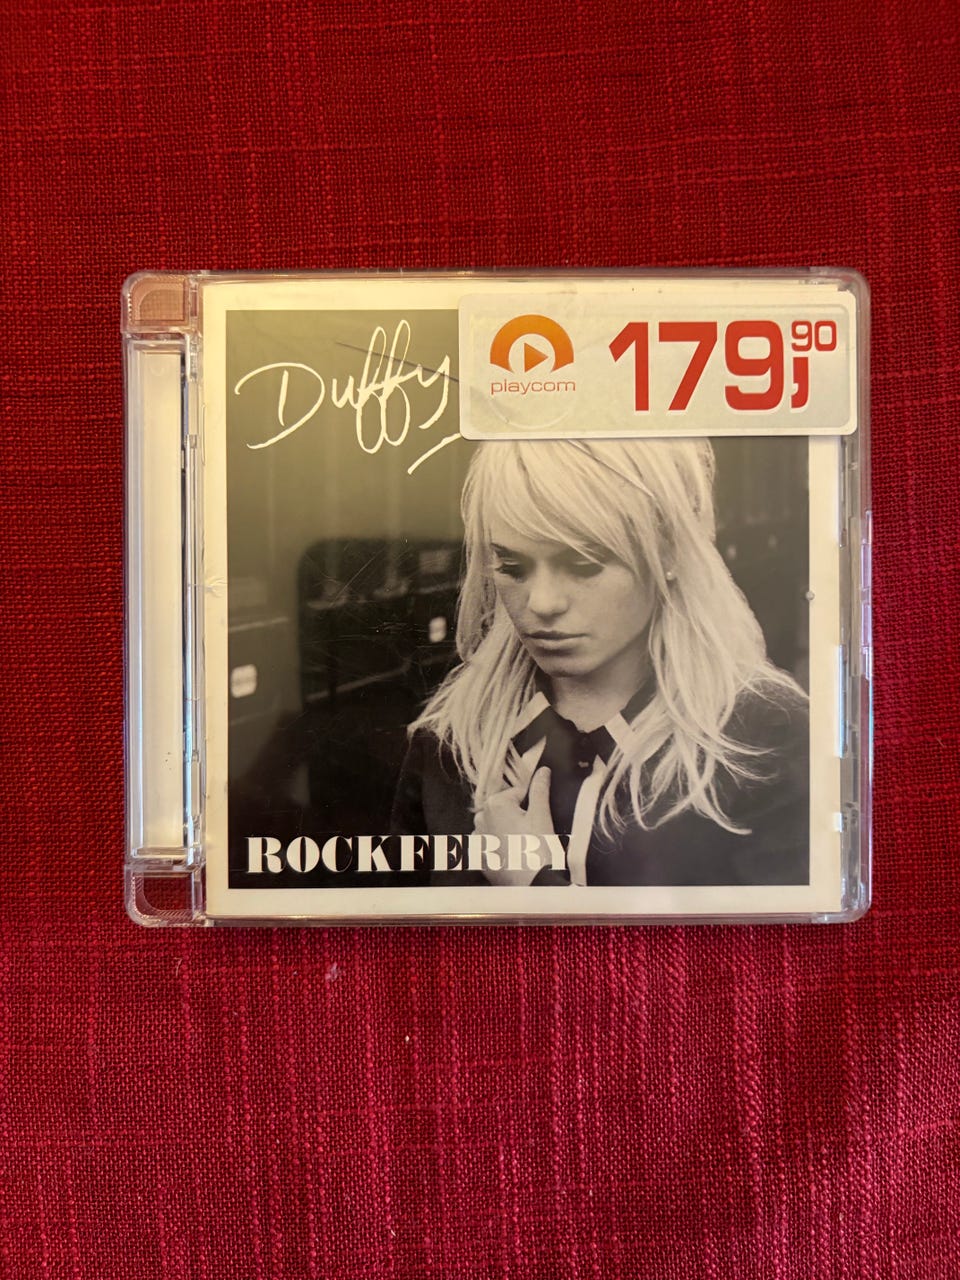 Duffy
playcom
179,90
ROCKFERRY